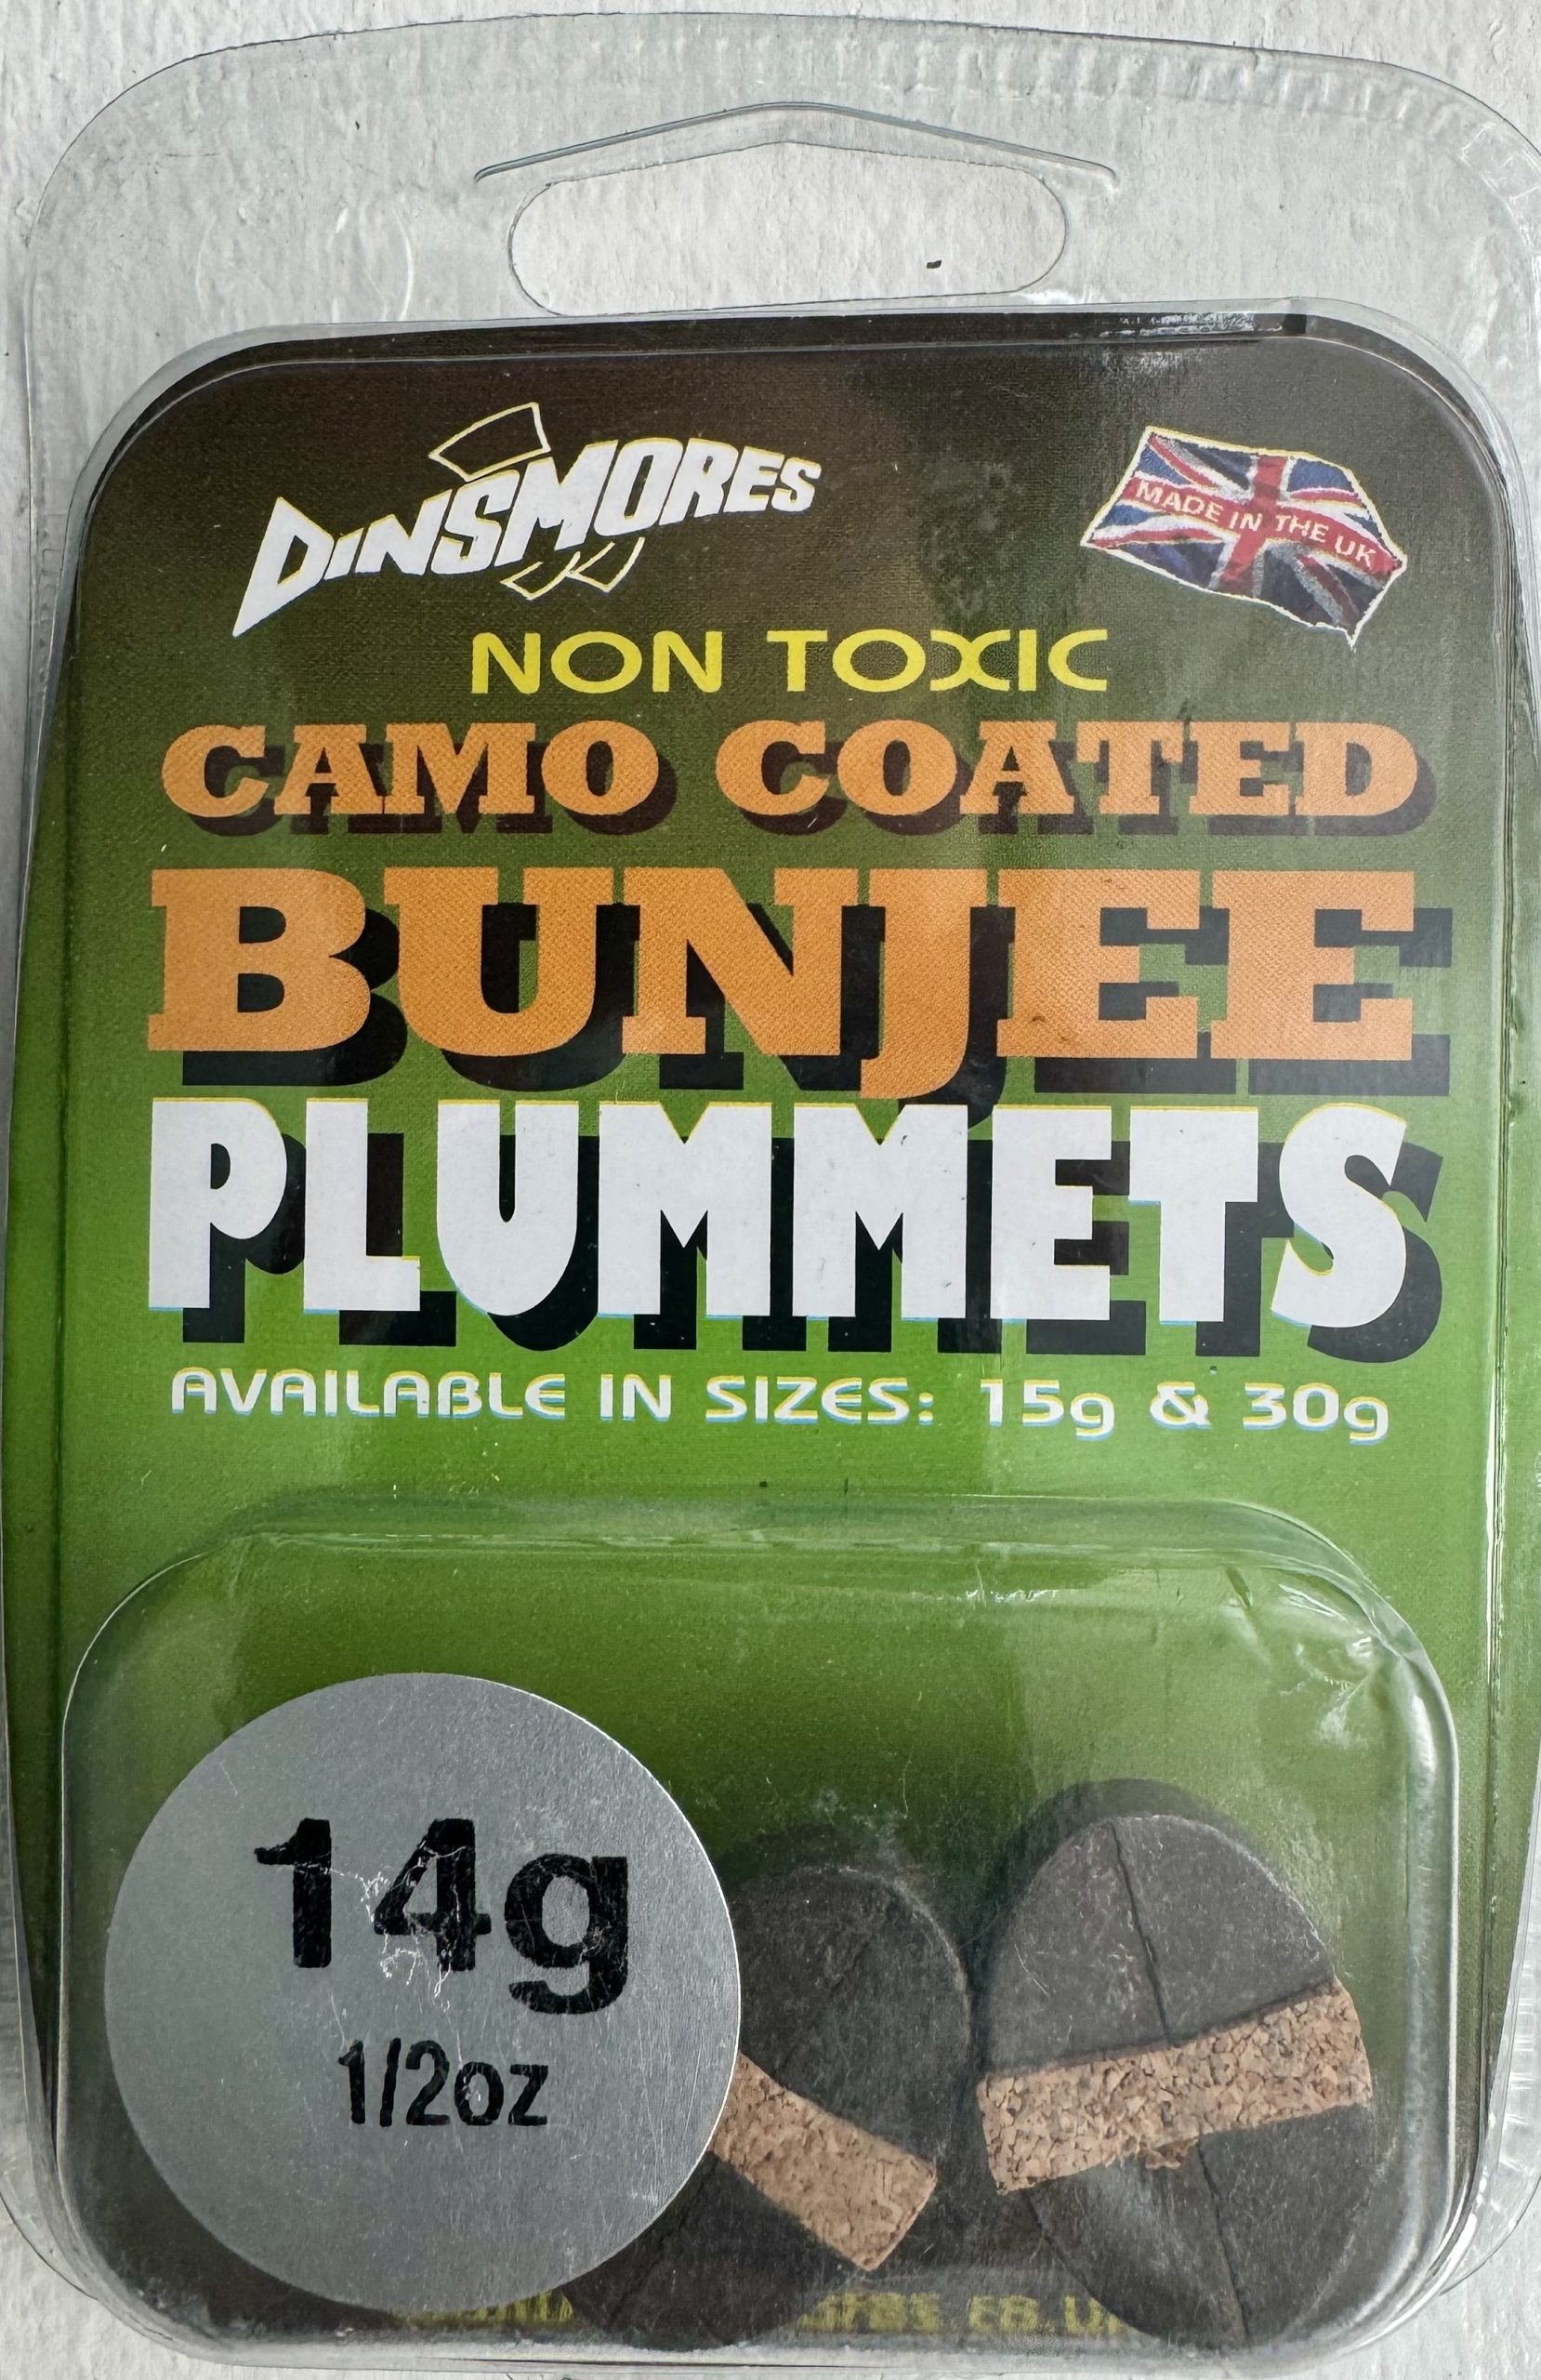 DINSMORES
MADE IN THE UK
NON TOXIC
CAMO COATED
BUNJEE
PLUMMETS
AVAILABLE IN SIZES: 15g & 30g
14g
1/2oz